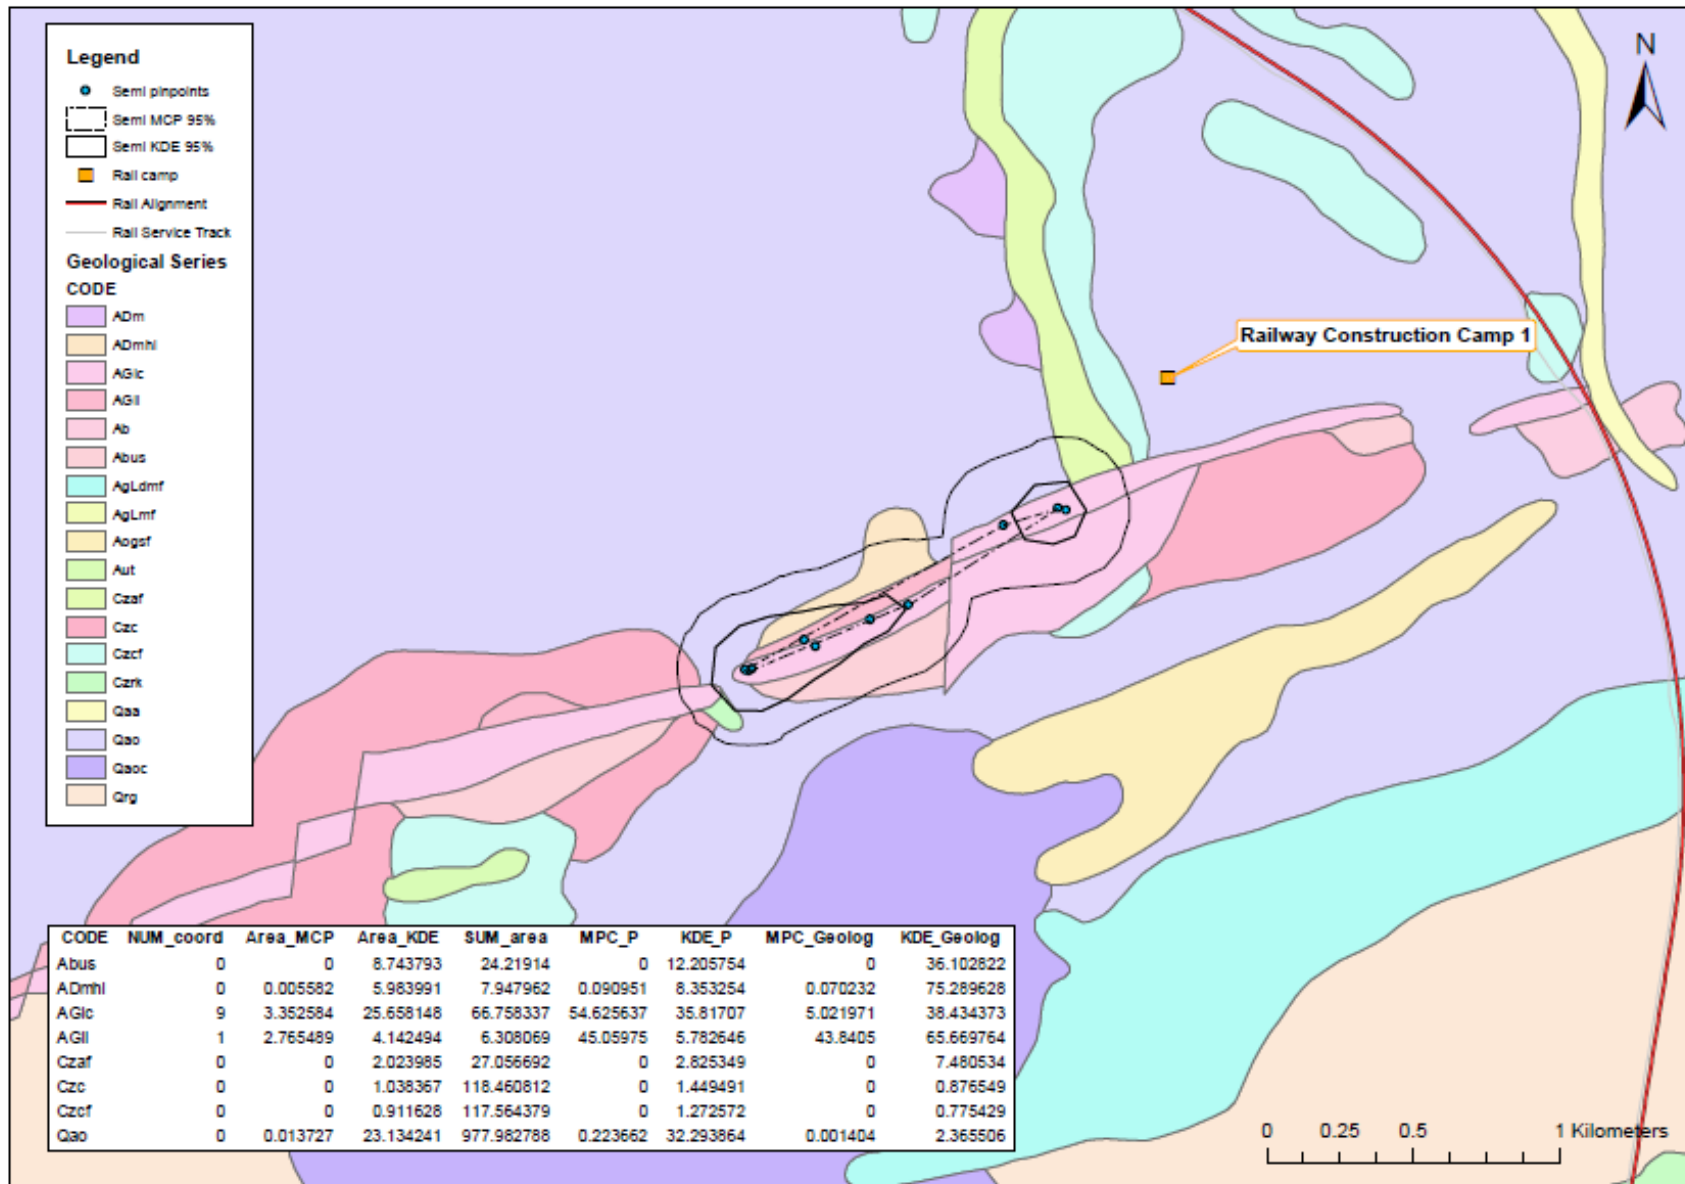 Legend
Semi pinpoints
Semi MCP 95%
Semi KDE 95%
Rail camp
Rail Alignment
Rail Service Track
Geological Series
CODE
ADm
ADmhi
AGic
AGil
Ab
Abus
AgLdmf
AgLmf
Aogsf
Aut
Czaf
Czc
Czcf
Czrk
Qaa
Qao
Qaoc
Qrg
N
Railway Construction Camp 1
CODE NUM_coord Area_MCP Area_KDE SUM_area MPC_P KDE_P MPC_Geolog KDE_Geolog
Abus 0 0 8.743793 24.21914 0 12.205754 0 36.102822
ADmhi 0 0.005582 5.983991 7.947962 0.090951 8.353254 0.070232 75.289628
AGic 9 3.352584 25.658148 66.758337 54.625637 35.81707 5.021971 38.434373
AGil 1 2.765489 4.142494 6.308069 45.05975 5.782646 43.8405 65.669764
Czaf 0 0 2.023985 27.056692 0 2.825349 0 7.480534
Czc 0 0 1.038367 118.460812 0 1.449491 0 0.876549
Czcf 0 0 0.911628 117.564379 0 1.272572 0 0.775429
Qao 0 0.013727 23.134241 977.982788 0.223662 32.293864 0.001404 2.365506
0 0.25 0.5 1 Kilometers